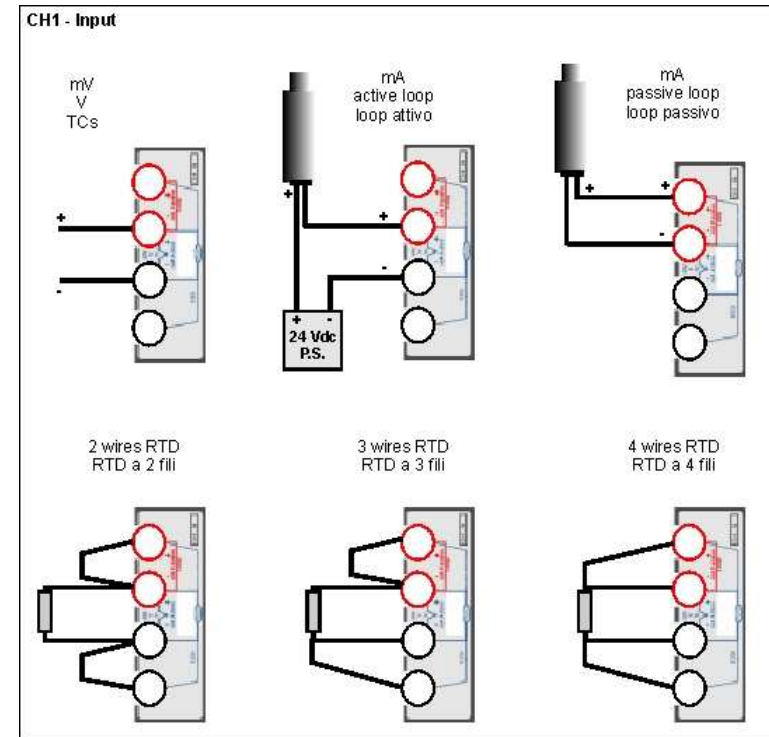 CH1 - Input
mV
V
TCs
+
-
mA
active loop
loop attivo
+
+
-
+ -
24 Vdc
P.S.
mA
passive loop
loop passivo
+
+
-
2 wires RTD
RTD a 2 fili
3 wires RTD
RTD a 3 fili
4 wires RTD
RTD a 4 fili